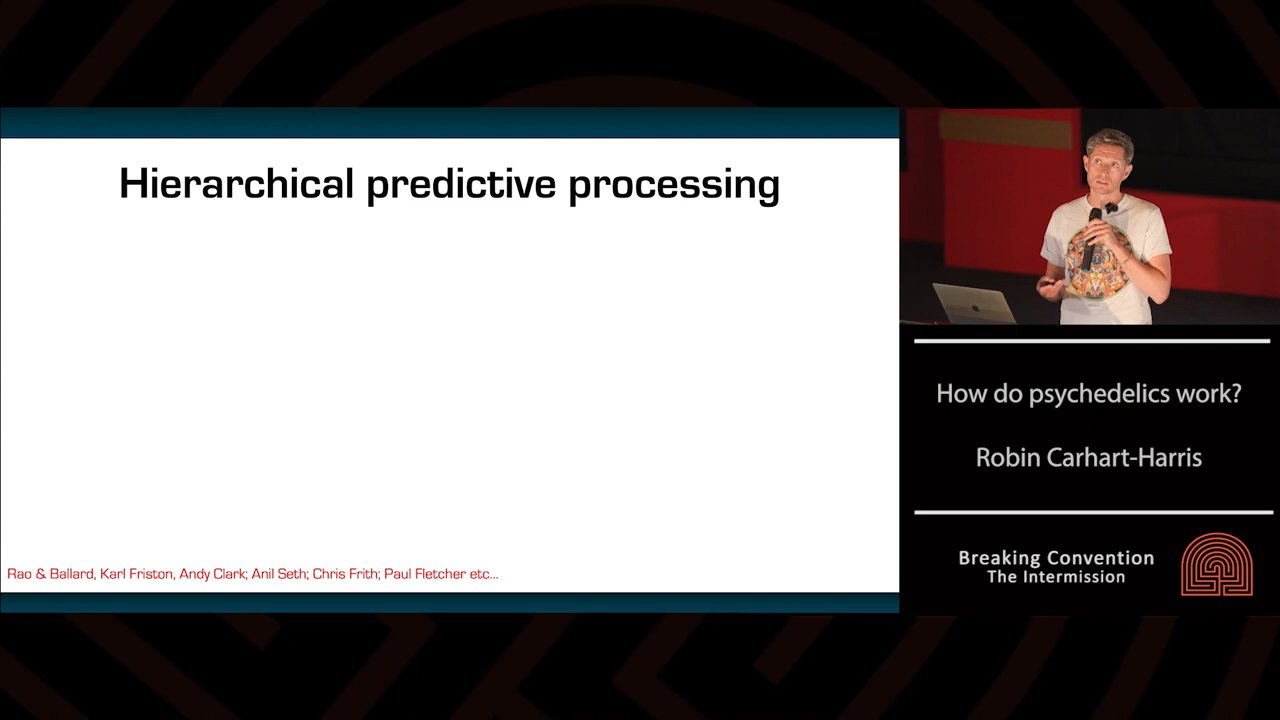 Hierarchical predictive processing
Rao & Ballard, Karl Friston, Andy Clark; Anil Seth; Chris Frith; Paul Fletcher etc...
How do psychedelics work?
Robin Carhart-Harris
Breaking Convention
The Intermission